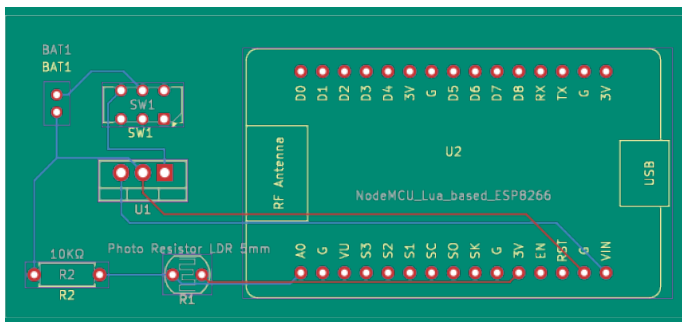 BAT1
BAT1
SW1
SW1
U1
D0 D1 D2 D3 D4 3V G D5 D6 D7 D8 RX TX G 3V
U2
RF Antenna
USB
NodeMCU_Lua_based_ESP8266
Photo Resistor LDR 5mm
A0 G VU S3 S2 S1 SC SO SK G 3V EN RST G VIN
10KΩ
R2
R2
R1